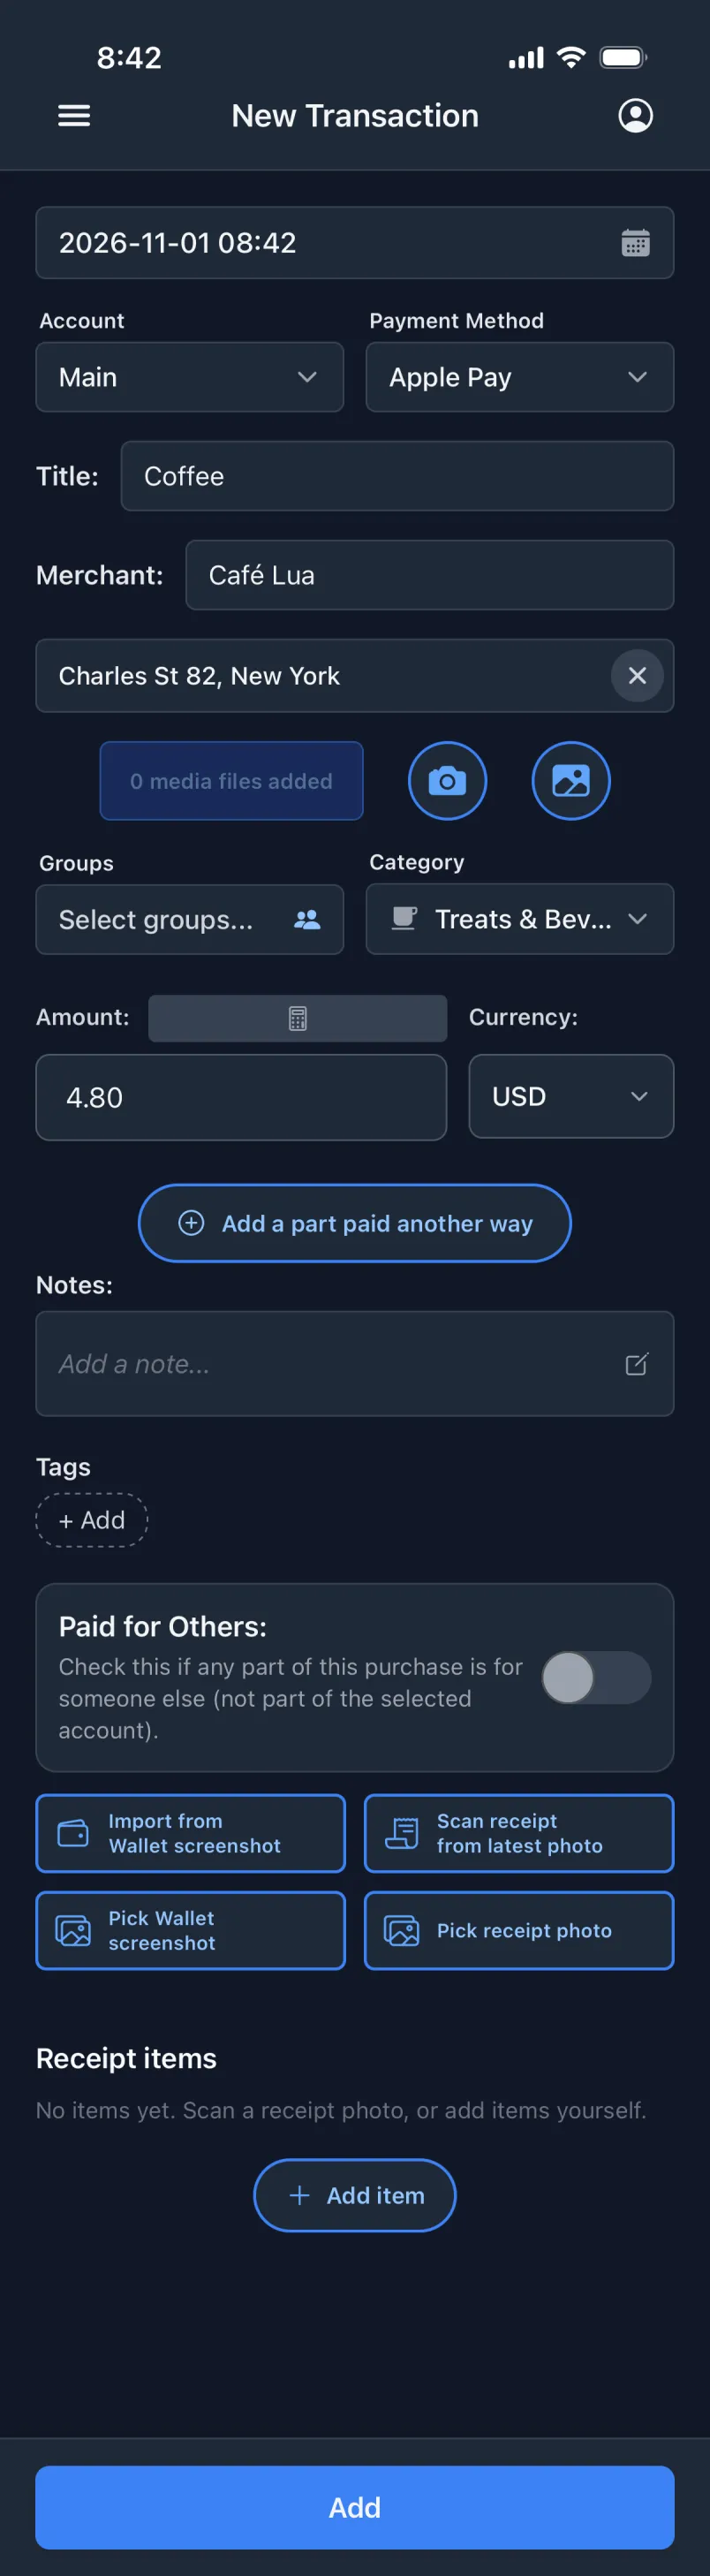 8:42
New Transaction
2026-11-01 08:42
Account
Payment Method
Main
Apple Pay
Title:
Coffee
Merchant:
Café Lua
Charles St 82, New York
0 media files added
Groups
Category
Select groups...
Treats & Bev...
Amount:
Currency:
4.80
USD
Add a part paid another way
Notes:
Add a note...
Tags
+ Add
Paid for Others:
Check this if any part of this purchase is for
someone else (not part of the selected
account).
Import from
Wallet screenshot
Scan receipt
from latest photo
Pick Wallet
screenshot
Pick receipt photo
Receipt items
No items yet. Scan a receipt photo, or add items yourself.
+ Add item
Add